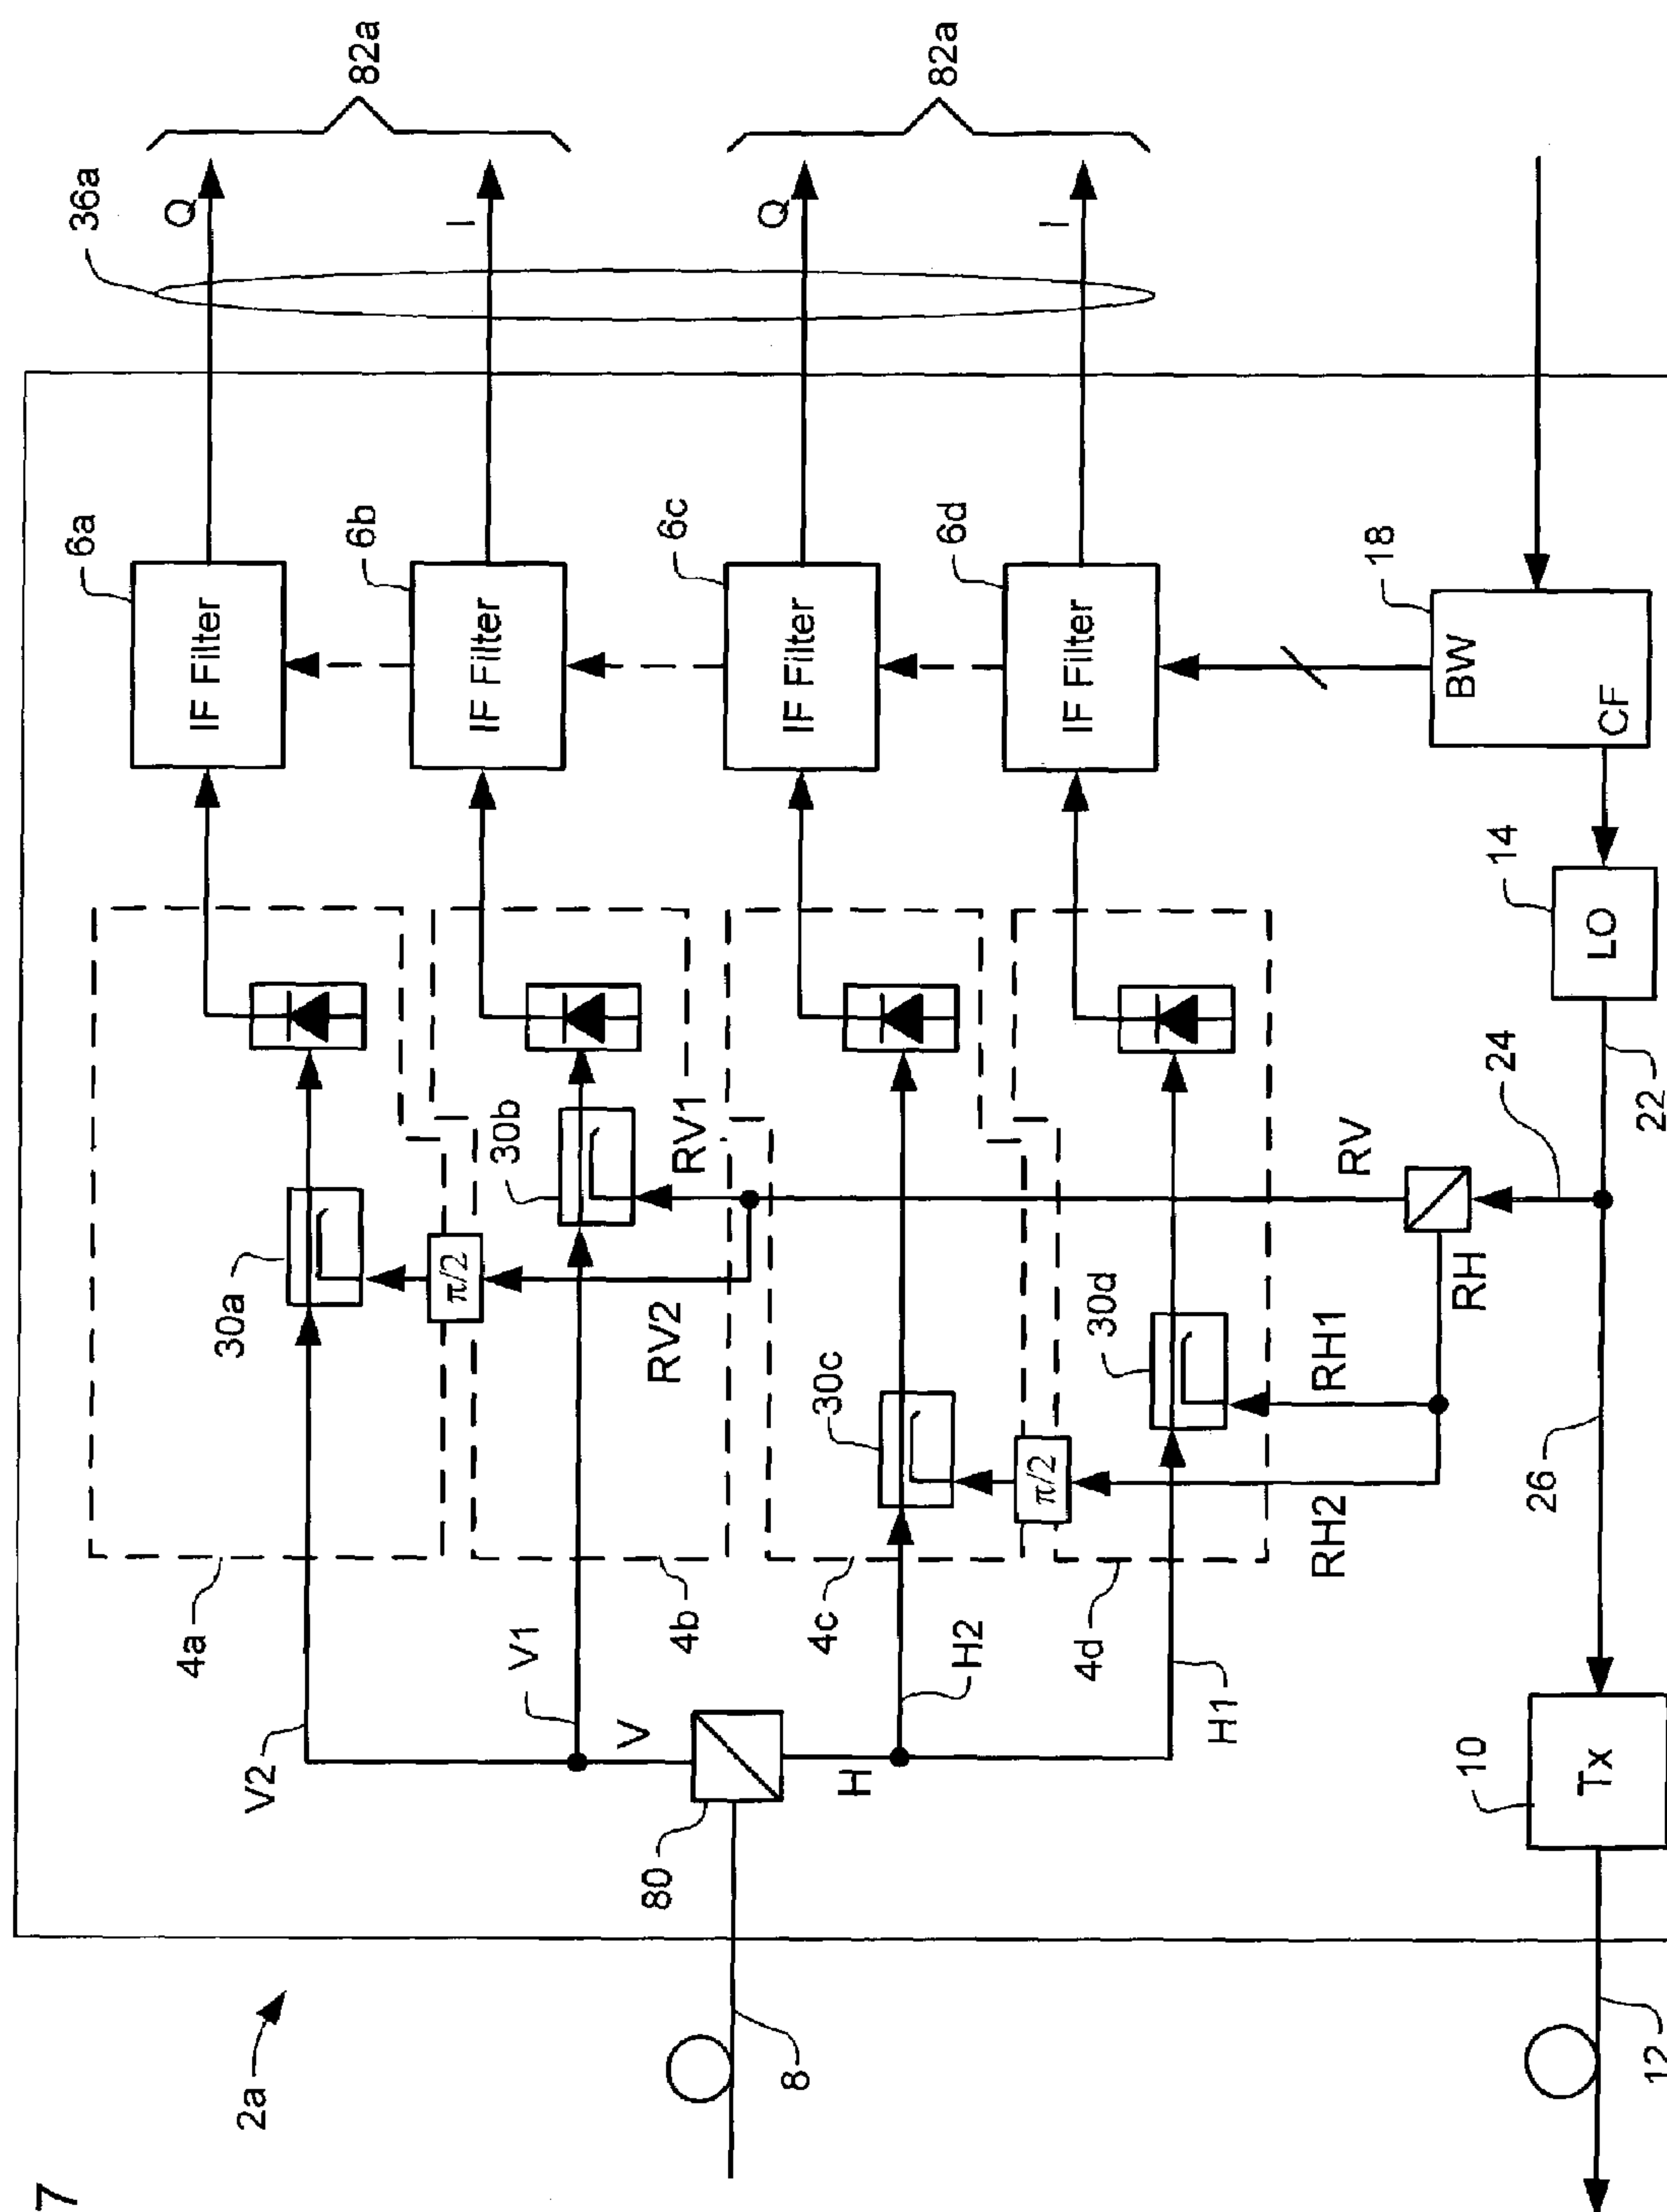 7
2a
36a
82a
82a
Q
I
Q
I
6a
6b
6c
6d
IF Filter
IF Filter
IF Filter
IF Filter
18
BW
CF
14
LO
22
24
RV
RH
RV1
RV2
30a
30b
30c
30d
π/2
π/2
RH1
RH2
26
4a
4b
4c
4d
V2
V1
V
H
H2
H1
80
8
10
Tx
12